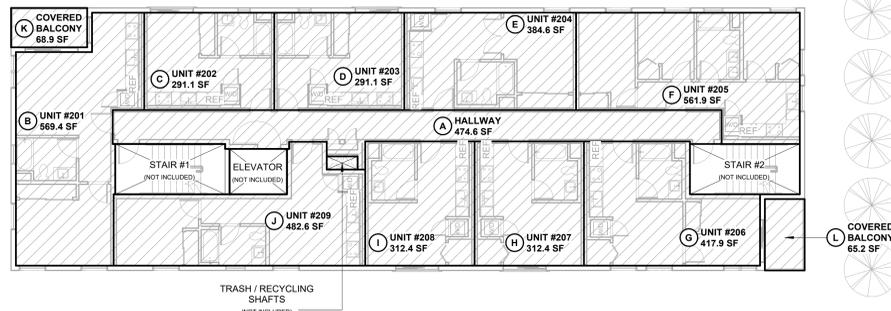 K
COVERED
BALCONY
68.9 SF
C
UNIT #202
291.1 SF
D
UNIT #203
291.1 SF
E
UNIT #204
384.6 SF
F
UNIT #205
561.9 SF
B
UNIT #201
569.4 SF
A
HALLWAY
474.6 SF
REF
REF
REF
REF
REF
W/D
W/D
W/D
STAIR #1
(NOT INCLUDED)
ELEVATOR
(NOT INCLUDED)
STAIR #2
(NOT INCLUDED)
REF
REF
REF
J
UNIT #209
482.6 SF
I
UNIT #208
312.4 SF
H
UNIT #207
312.4 SF
G
UNIT #206
417.9 SF
L
COVERED
BALCONY
65.2 SF
TRASH / RECYCLING
SHAFTS